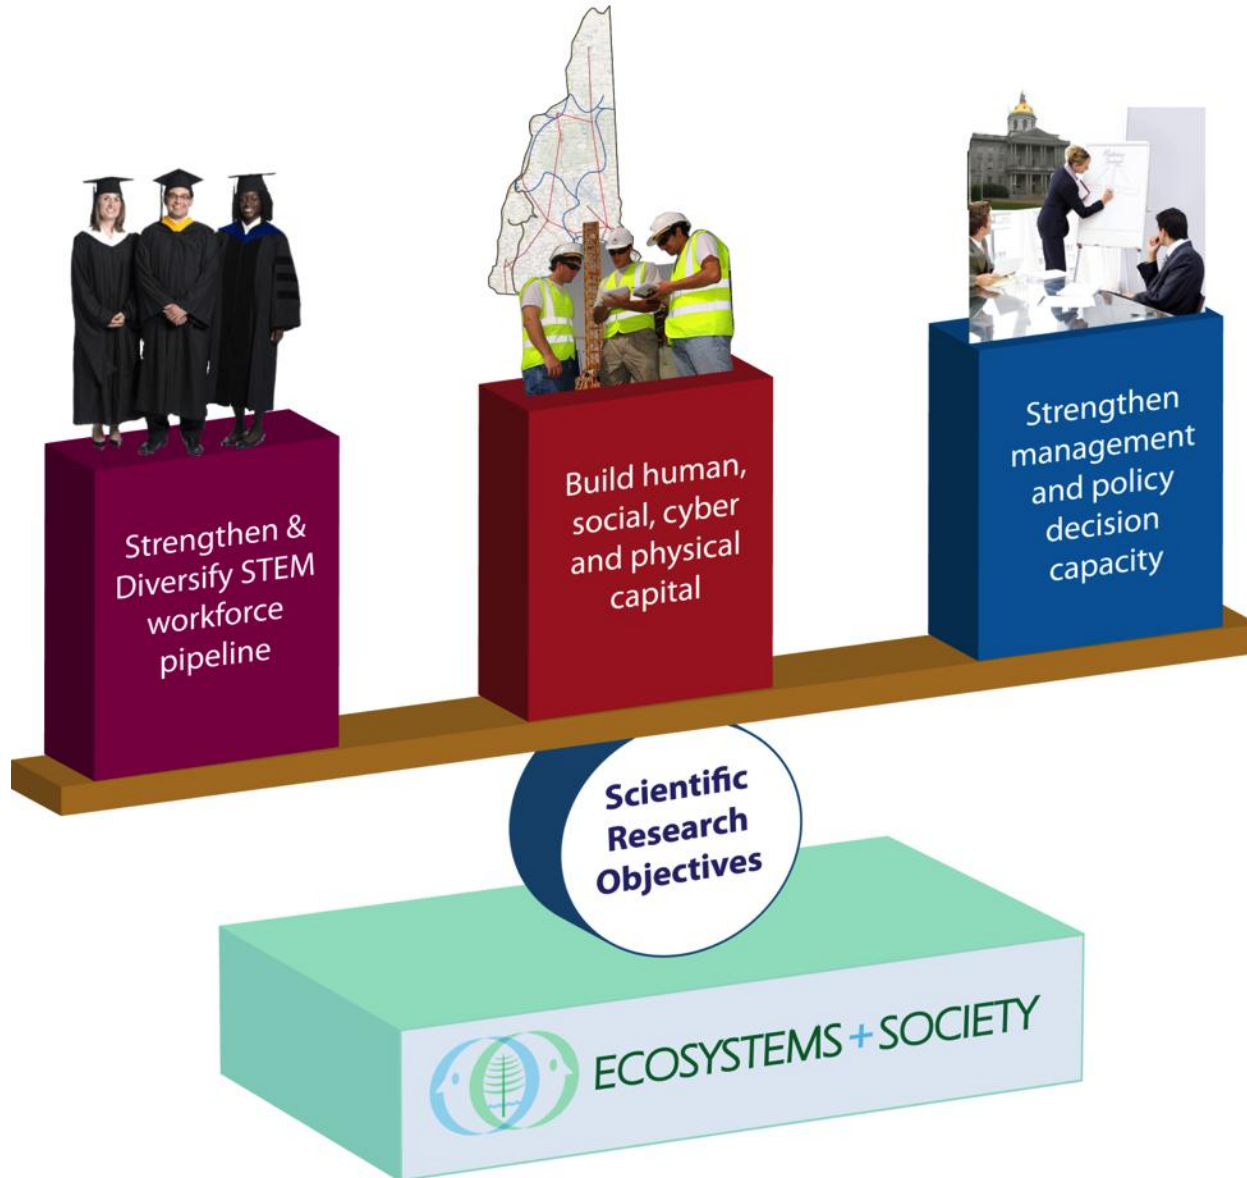 Strengthen &
Diversify STEM
workforce
pipeline
Build human,
social, cyber
and physical
capital
Strengthen
management
and policy
decision
capacity
Scientific
Research
Objectives
ECOSYSTEMS + SOCIETY